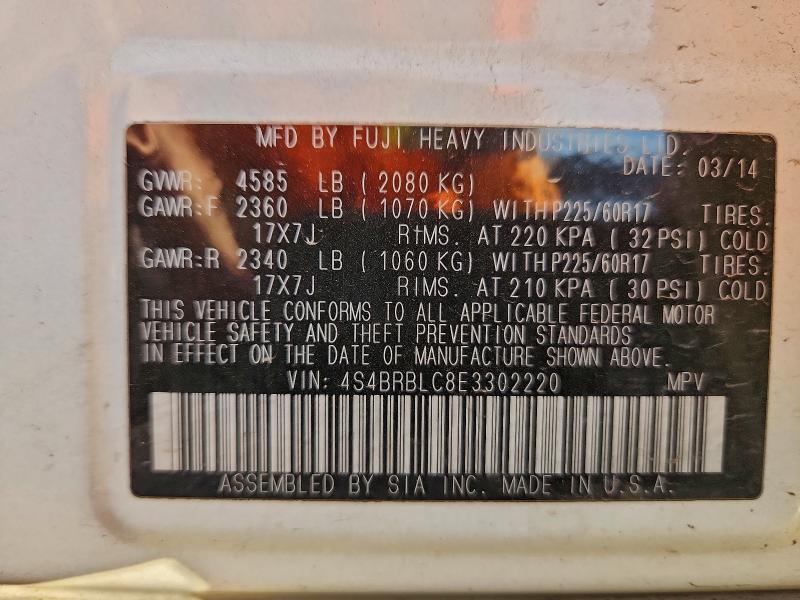 MFD BY FUJI HEAVY INDUSTRIES LTD.
DATE: 03/14
GVWR: 4585 LB ( 2080 KG)
GAWR:F 2360 LB ( 1070 KG) WITH P225/60R17 TIRES.
17X7J RIMS. AT 220 KPA ( 32 PSI) COLD
GAWR:R 2340 LB ( 1060 KG) WITH P225/60R17 TIRES.
17X7J RIMS. AT 210 KPA ( 30 PSI) COLD
THIS VEHICLE CONFORMS TO ALL APPLICABLE FEDERAL MOTOR
VEHICLE SAFETY AND THEFT PREVENTION STANDARDS
IN EFFECT ON THE DATE OF MANUFACTURE SHOWN ABOVE.
VIN: 4S4BRBLC8E3302220 MPV
ASSEMBLED BY SIA INC. MADE IN U.S.A.